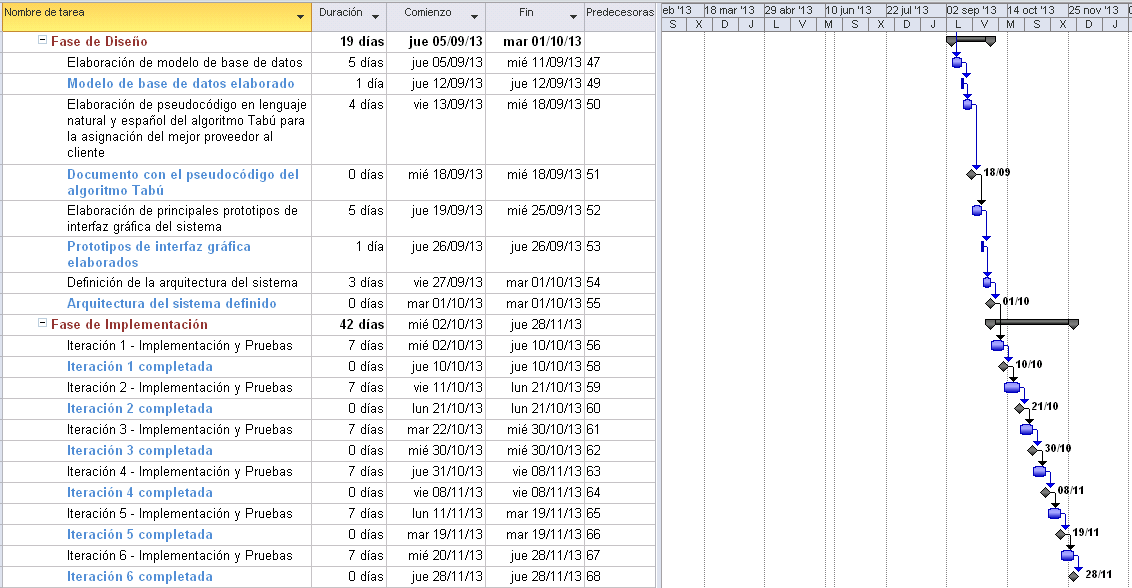 Nombre de tarea Duración Comienzo Fin Predecesoras
Fase de Diseño 19 días jue 05/09/13 mar 01/10/13
Elaboración de modelo de base de datos 5 días jue 05/09/13 mié 11/09/13 47
Modelo de base de datos elaborado 1 día jue 12/09/13 jue 12/09/13 49
Elaboración de pseudocódigo en lenguaje 4 días vie 13/09/13 mié 18/09/13 50
natural y español del algoritmo Tabú para
la asignación del mejor proveedor al
cliente
Documento con el pseudocódigo del 0 días mié 18/09/13 mié 18/09/13 51
algoritmo Tabú
Elaboración de principales prototipos de 5 días jue 19/09/13 mié 25/09/13 52
interfaz gráfica del sistema
Prototipos de interfaz gráfica 1 día jue 26/09/13 jue 26/09/13 53
elaborados
Definición de la arquitectura del sistema 3 días vie 27/09/13 mar 01/10/13 54
Arquitectura del sistema definido 0 días mar 01/10/13 mar 01/10/13 55
Fase de Implementación 42 días mié 02/10/13 jue 28/11/13
Iteración 1 - Implementación y Pruebas 7 días mié 02/10/13 jue 10/10/13 56
Iteración 1 completada 0 días jue 10/10/13 jue 10/10/13 58
Iteración 2 - Implementación y Pruebas 7 días vie 11/10/13 lun 21/10/13 59
Iteración 2 completada 0 días lun 21/10/13 lun 21/10/13 60
Iteración 3 - Implementación y Pruebas 7 días mar 22/10/13 mié 30/10/13 61
Iteración 3 completada 0 días mié 30/10/13 mié 30/10/13 62
Iteración 4 - Implementación y Pruebas 7 días jue 31/10/13 vie 08/11/13 63
Iteración 4 completada 0 días vie 08/11/13 vie 08/11/13 64
Iteración 5 - Implementación y Pruebas 7 días lun 11/11/13 mar 19/11/13 65
Iteración 5 completada 0 días mar 19/11/13 mar 19/11/13 66
Iteración 6 - Implementación y Pruebas 7 días mié 20/11/13 jue 28/11/13 67
Iteración 6 completada 0 días jue 28/11/13 jue 28/11/13 68
eb '13 18 mar '13 29 abr '13 10 jun '13 22 jul '13 02 sep '13 14 oct '13 25 nov '13 0
S X D J L V M S X D J L V M S X D J
18/09
01/10
10/10
21/10
30/10
08/11
19/11
28/11